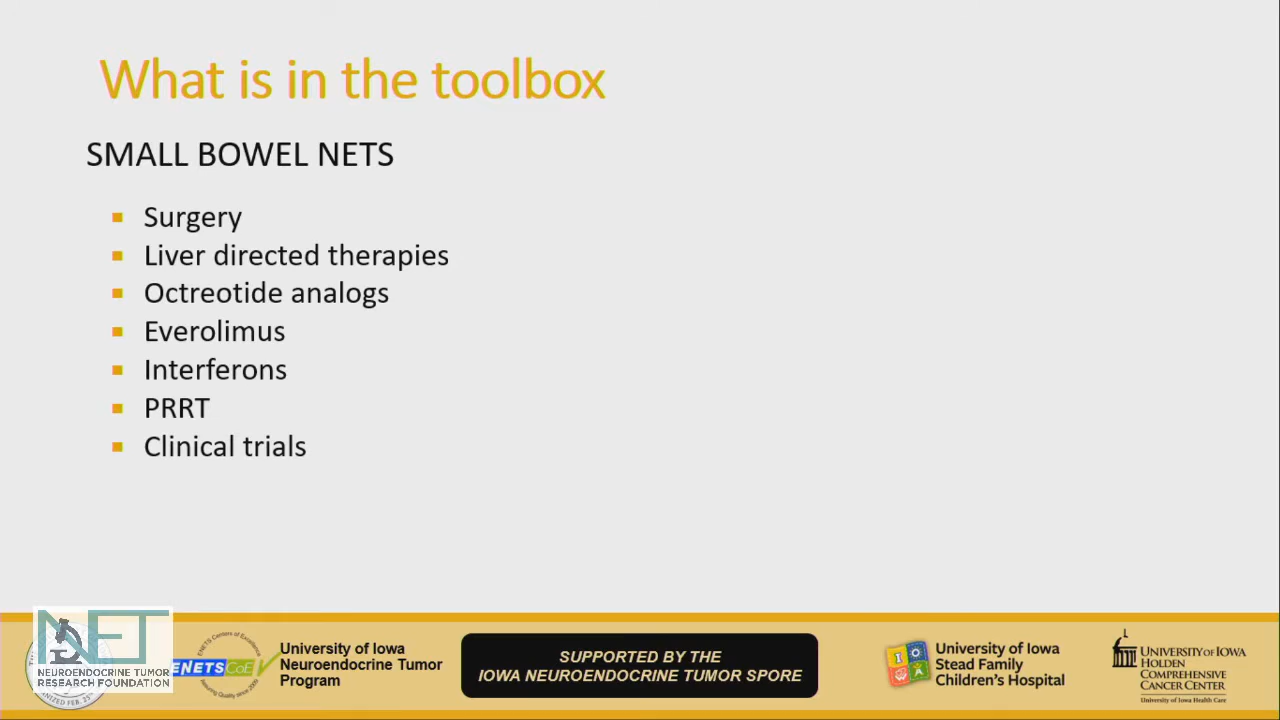 What is in the toolbox
SMALL BOWEL NETS
Surgery
Liver directed therapies
Octreotide analogs
Everolimus
Interferons
PRRT
Clinical trials
NET
NEUROENDOCRINE TUMOR
RESEARCH FOUNDATION
ENETS CoE
University of Iowa
Neuroendocrine Tumor
Program
SUPPORTED BY THE
IOWA NEUROENDOCRINE TUMOR SPORE
University of Iowa
Stead Family
Children's Hospital
UNIVERSITY OF IOWA
HOLDEN
COMPREHENSIVE
CANCER CENTER
University of Iowa Health Care